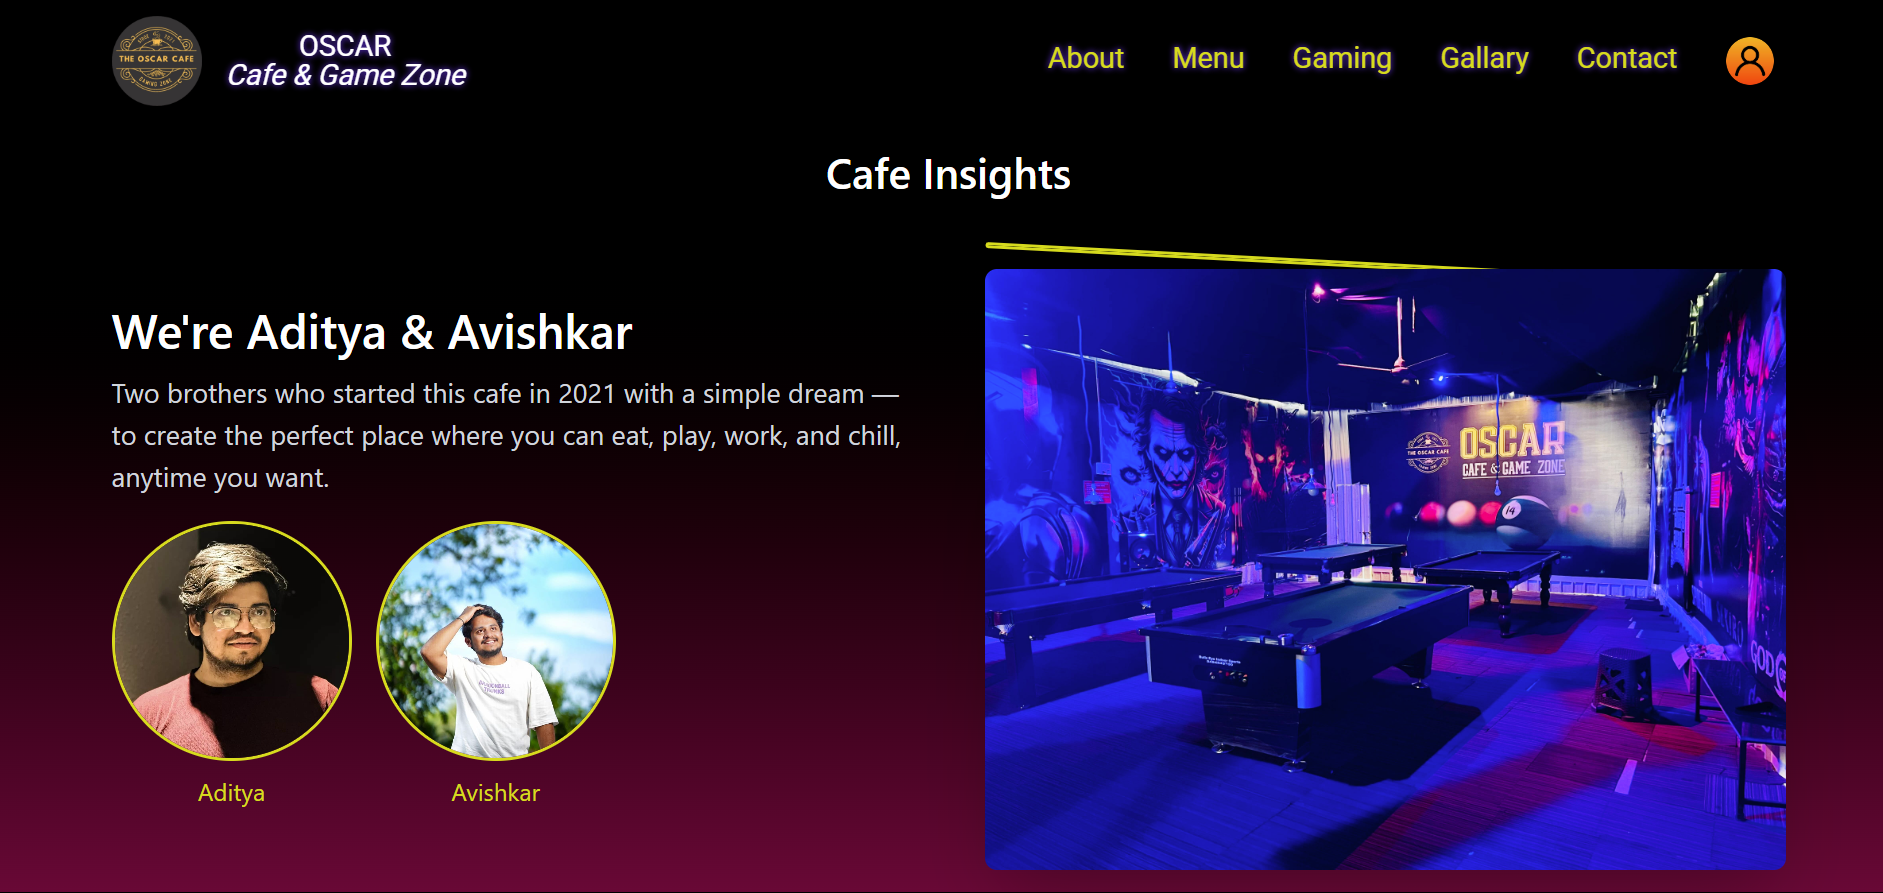 THE OSCAR CAFE
OSCAR
Cafe & Game Zone
About
Menu
Gaming
Gallary
Contact
Cafe Insights
We're Aditya & Avishkar
Two brothers who started this cafe in 2021 with a simple dream —
to create the perfect place where you can eat, play, work, and chill,
anytime you want.
Aditya
Avishkar
THE OSCAR CAFE
OSCAR
CAFE & GAME ZONE
14
GOD